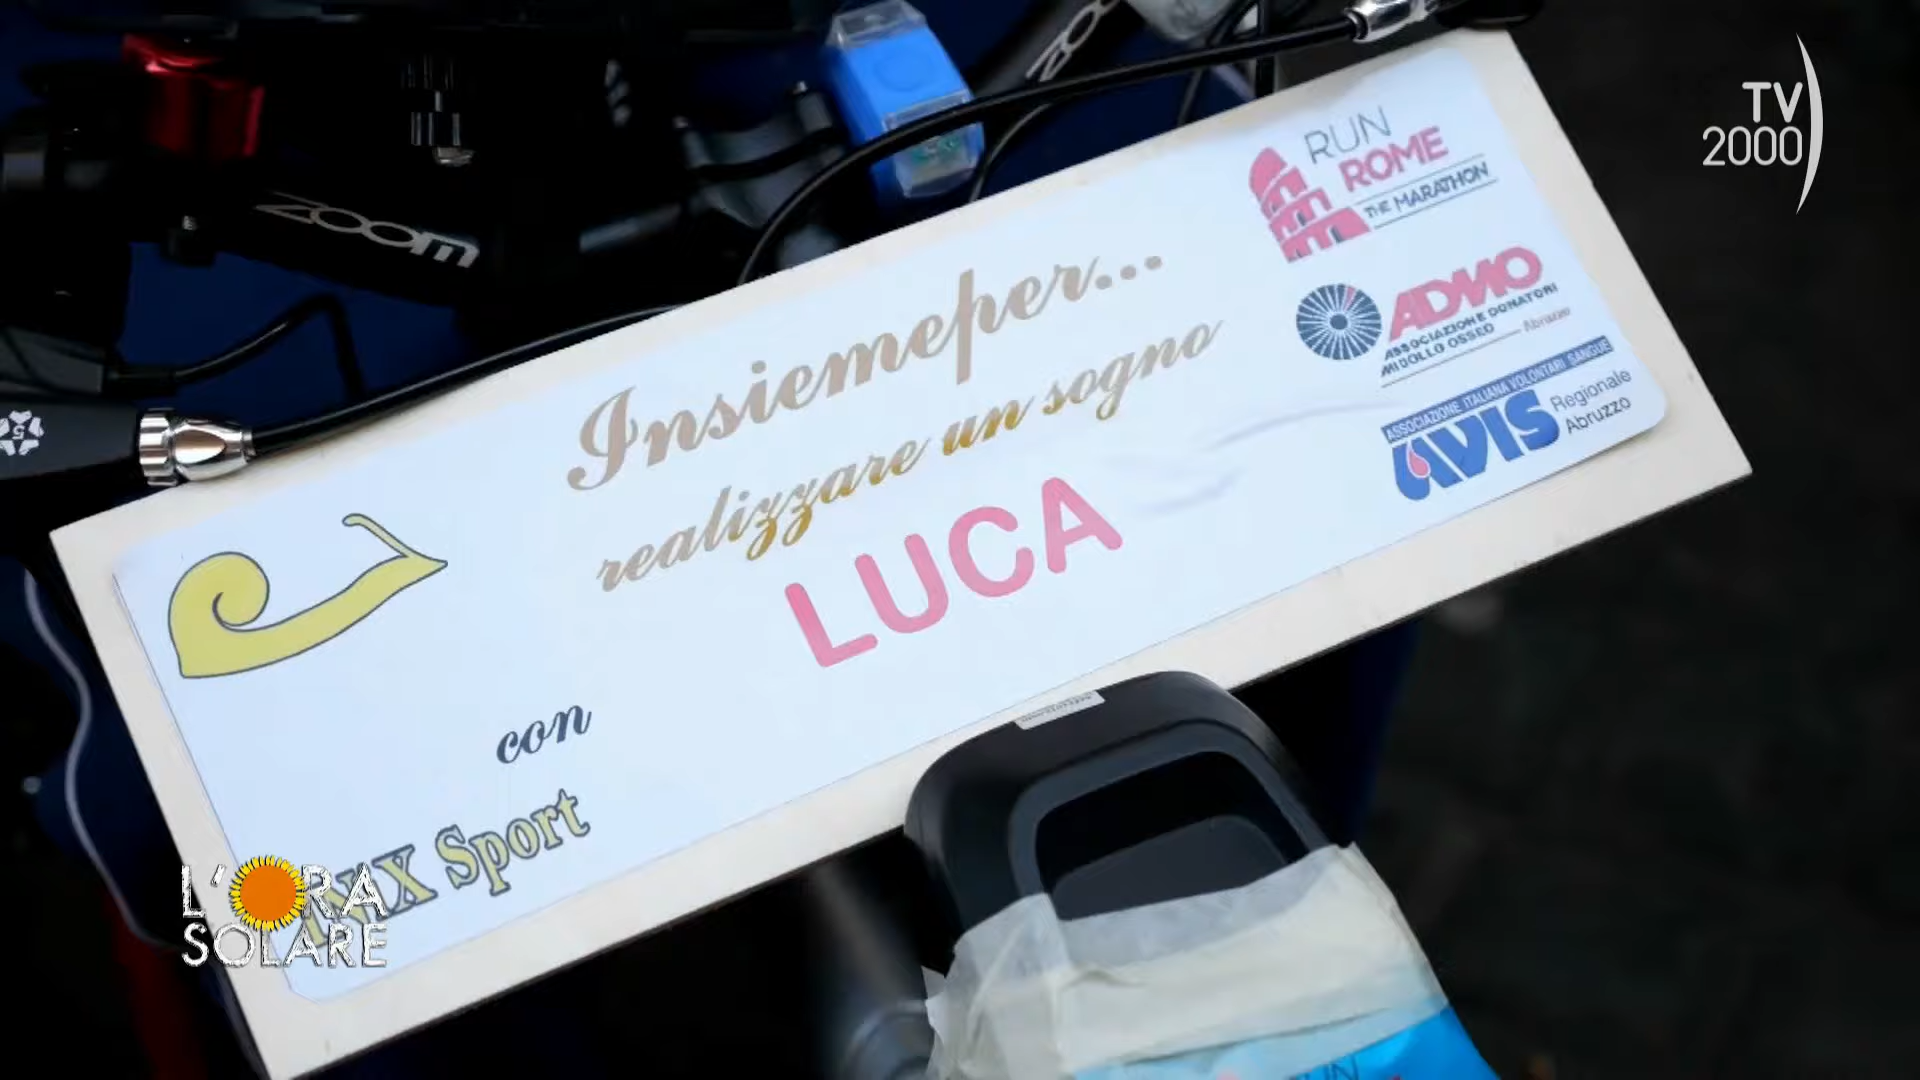 TV
2000
zoom
RUN
ROME
THE MARATHON
ADMO
ASSOCIAZIONE DONATORI
MIDOLLO OSSEO Abruzzo
ASSOCIAZIONE ITALIANA VOLONTARI SANGUE
AVIS Regionale
Abruzzo
Insiemeper...
realizzare un sogno
LUCA
con
Sport
L'ORA
SOLARE
5